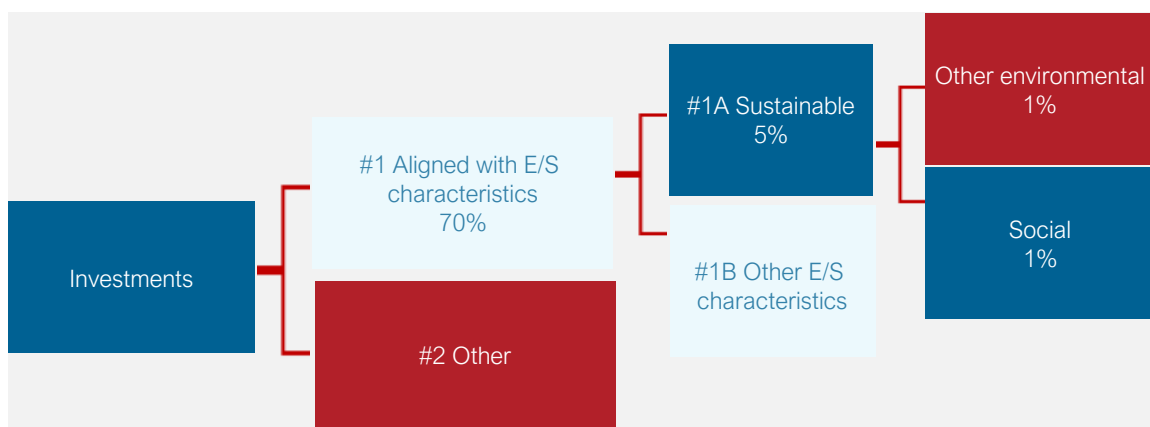 Investments
#1 Aligned with E/S
characteristics
70%
#2 Other
#1A Sustainable
5%
#1B Other E/S
characteristics
Other environmental
1%
Social
1%